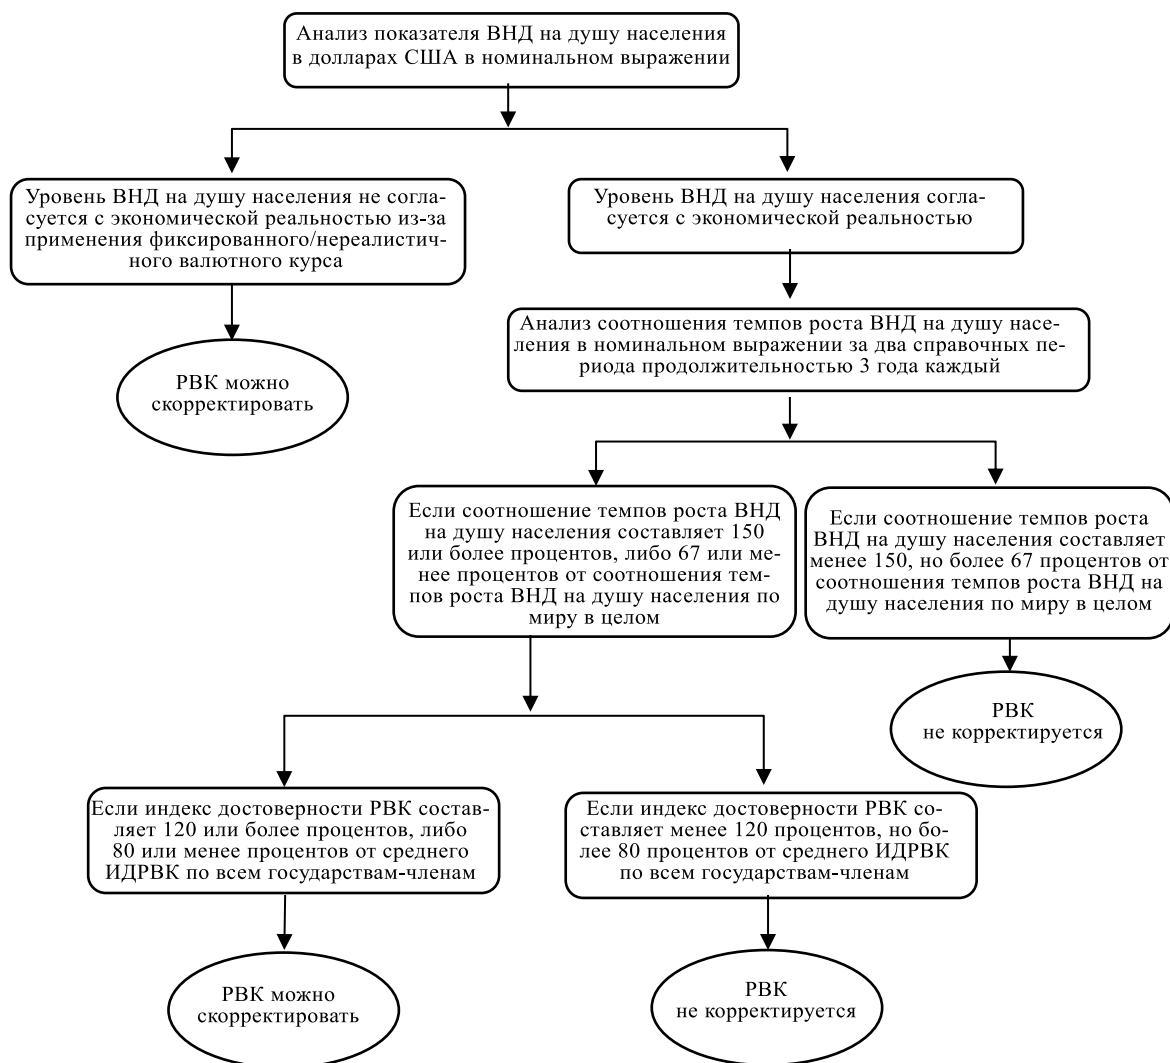 Анализ показателя ВНД на душу населения
в долларах США в номинальном выражении
Уровень ВНД на душу населения не согла-
суется с экономической реальностью из-за
применения фиксированного/нереалистич-
ного валютного курса
Уровень ВНД на душу населения согла-
суется с экономической реальностью
РВК можно
скорректировать
Анализ соотношения темпов роста ВНД на душу насе-
ления в номинальном выражении за два справочных пе-
риода продолжительностью 3 года каждый
Если соотношение темпов роста ВНД
на душу населения составляет 150
или более процентов, либо 67 или ме-
нее процентов от соотношения тем-
пов роста ВНД на душу населения по
миру в целом
Если соотношение темпов роста
ВНД на душу населения составляет
менее 150, но более 67 процентов от
соотношения темпов роста ВНД на
душу населения по миру в целом
РВК
не корректируется
Если индекс достоверности РВК состав-
ляет 120 или более процентов, либо
80 или менее процентов от среднего
ИДРВК по всем государствам-членам
Если индекс достоверности РВК со-
ставляет менее 120 процентов, но бо-
лее 80 процентов от среднего ИДРВК
по всем государствам-членам
РВК можно
скорректировать
РВК
не корректируется